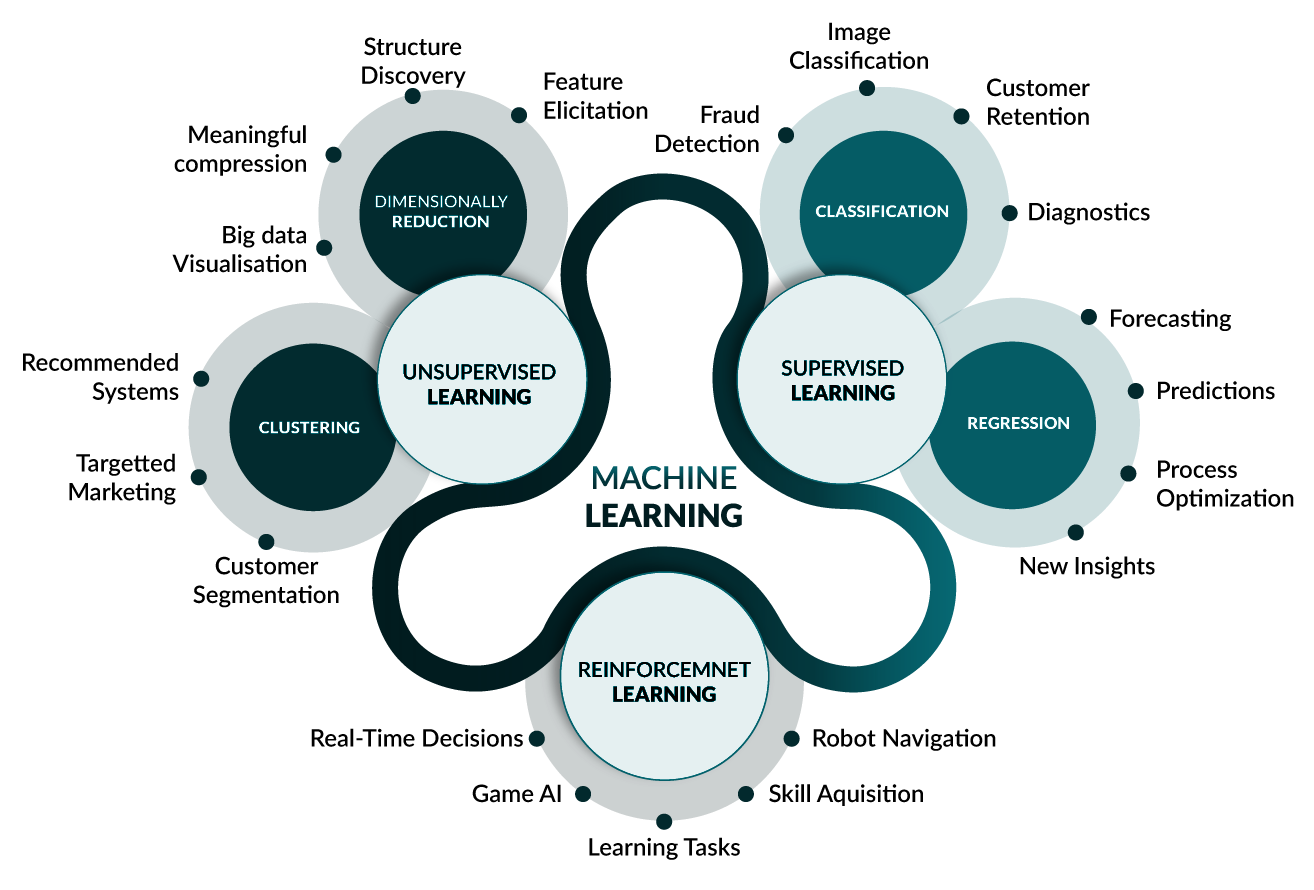 Structure
Discovery
Feature
Elicitation
Meaningful
compression
Big data
Visualisation
DIMENSIONALLY
REDUCTION
Recommended
Systems
Targetted
Marketing
Customer
Segmentation
CLUSTERING
UNSUPERVISED
LEARNING
Image
Classification
Fraud
Detection
Customer
Retention
Diagnostics
CLASSIFICATION
SUPERVISED
LEARNING
REGRESSION
Forecasting
Predictions
Process
Optimization
New Insights
MACHINE
LEARNING
REINFORCEMNET
LEARNING
Real-Time Decisions
Game AI
Learning Tasks
Skill Aquisition
Robot Navigation